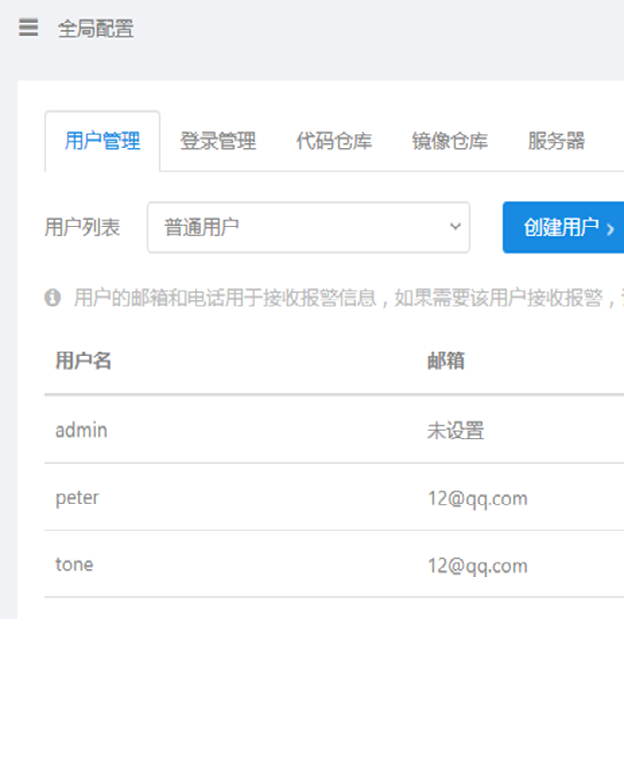 全局配置
用户管理 登录管理 代码仓库 镜像仓库 服务器
用户列表 普通用户 创建用户
用户的邮箱和电话用于接收报警信息，如果需要该用户接收报警，
用户名 邮箱
admin 未设置
peter 12@qq.com
tone 12@qq.com